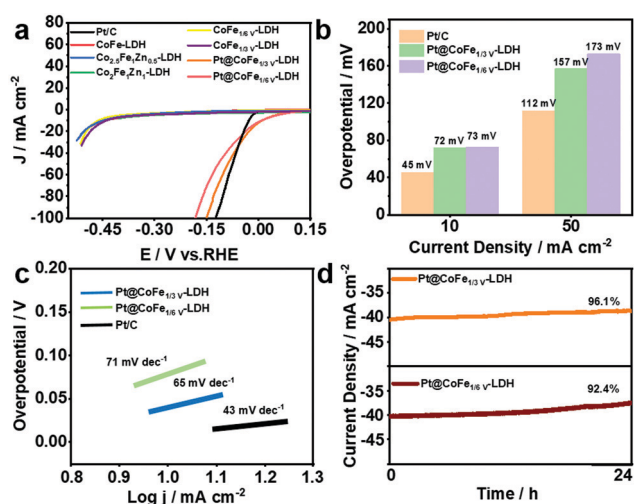 a
Pt/C
CoFe-LDH
Co2.5Fe1Zn0.5-LDH
Co2Fe1Zn1-LDH
CoFe1/6 V-LDH
CoFe1/3 V-LDH
Pt@CoFe1/3 V-LDH
Pt@CoFe1/6 V-LDH
J / mA cm-2
20
0
-20
-40
-60
-80
-100
-0.45
-0.30
-0.15
0.00
0.15
E / V vs.RHE
b
Pt/C
Pt@CoFe1/3 V-LDH
Pt@CoFe1/6 V-LDH
Overpotential / mV
200
160
120
80
40
0
45 mV
72 mV
73 mV
112 mV
157 mV
173 mV
10
50
Current Density / mA cm-2
c
Pt@CoFe1/3 V-LDH
Pt@CoFe1/6 V-LDH
Pt/C
Overpotential / V
0.20
0.15
0.10
0.05
0.00
71 mV dec-1
65 mV dec-1
43 mV dec-1
0.8
0.9
1.0
1.1
1.2
1.3
Log j / mA cm-2
d
Pt@CoFe1/3 V-LDH
96.1%
Pt@CoFe1/6 V-LDH
92.4%
Current Density / mA cm-2
-35
-40
-45
-35
-40
-45
0
24
Time / h